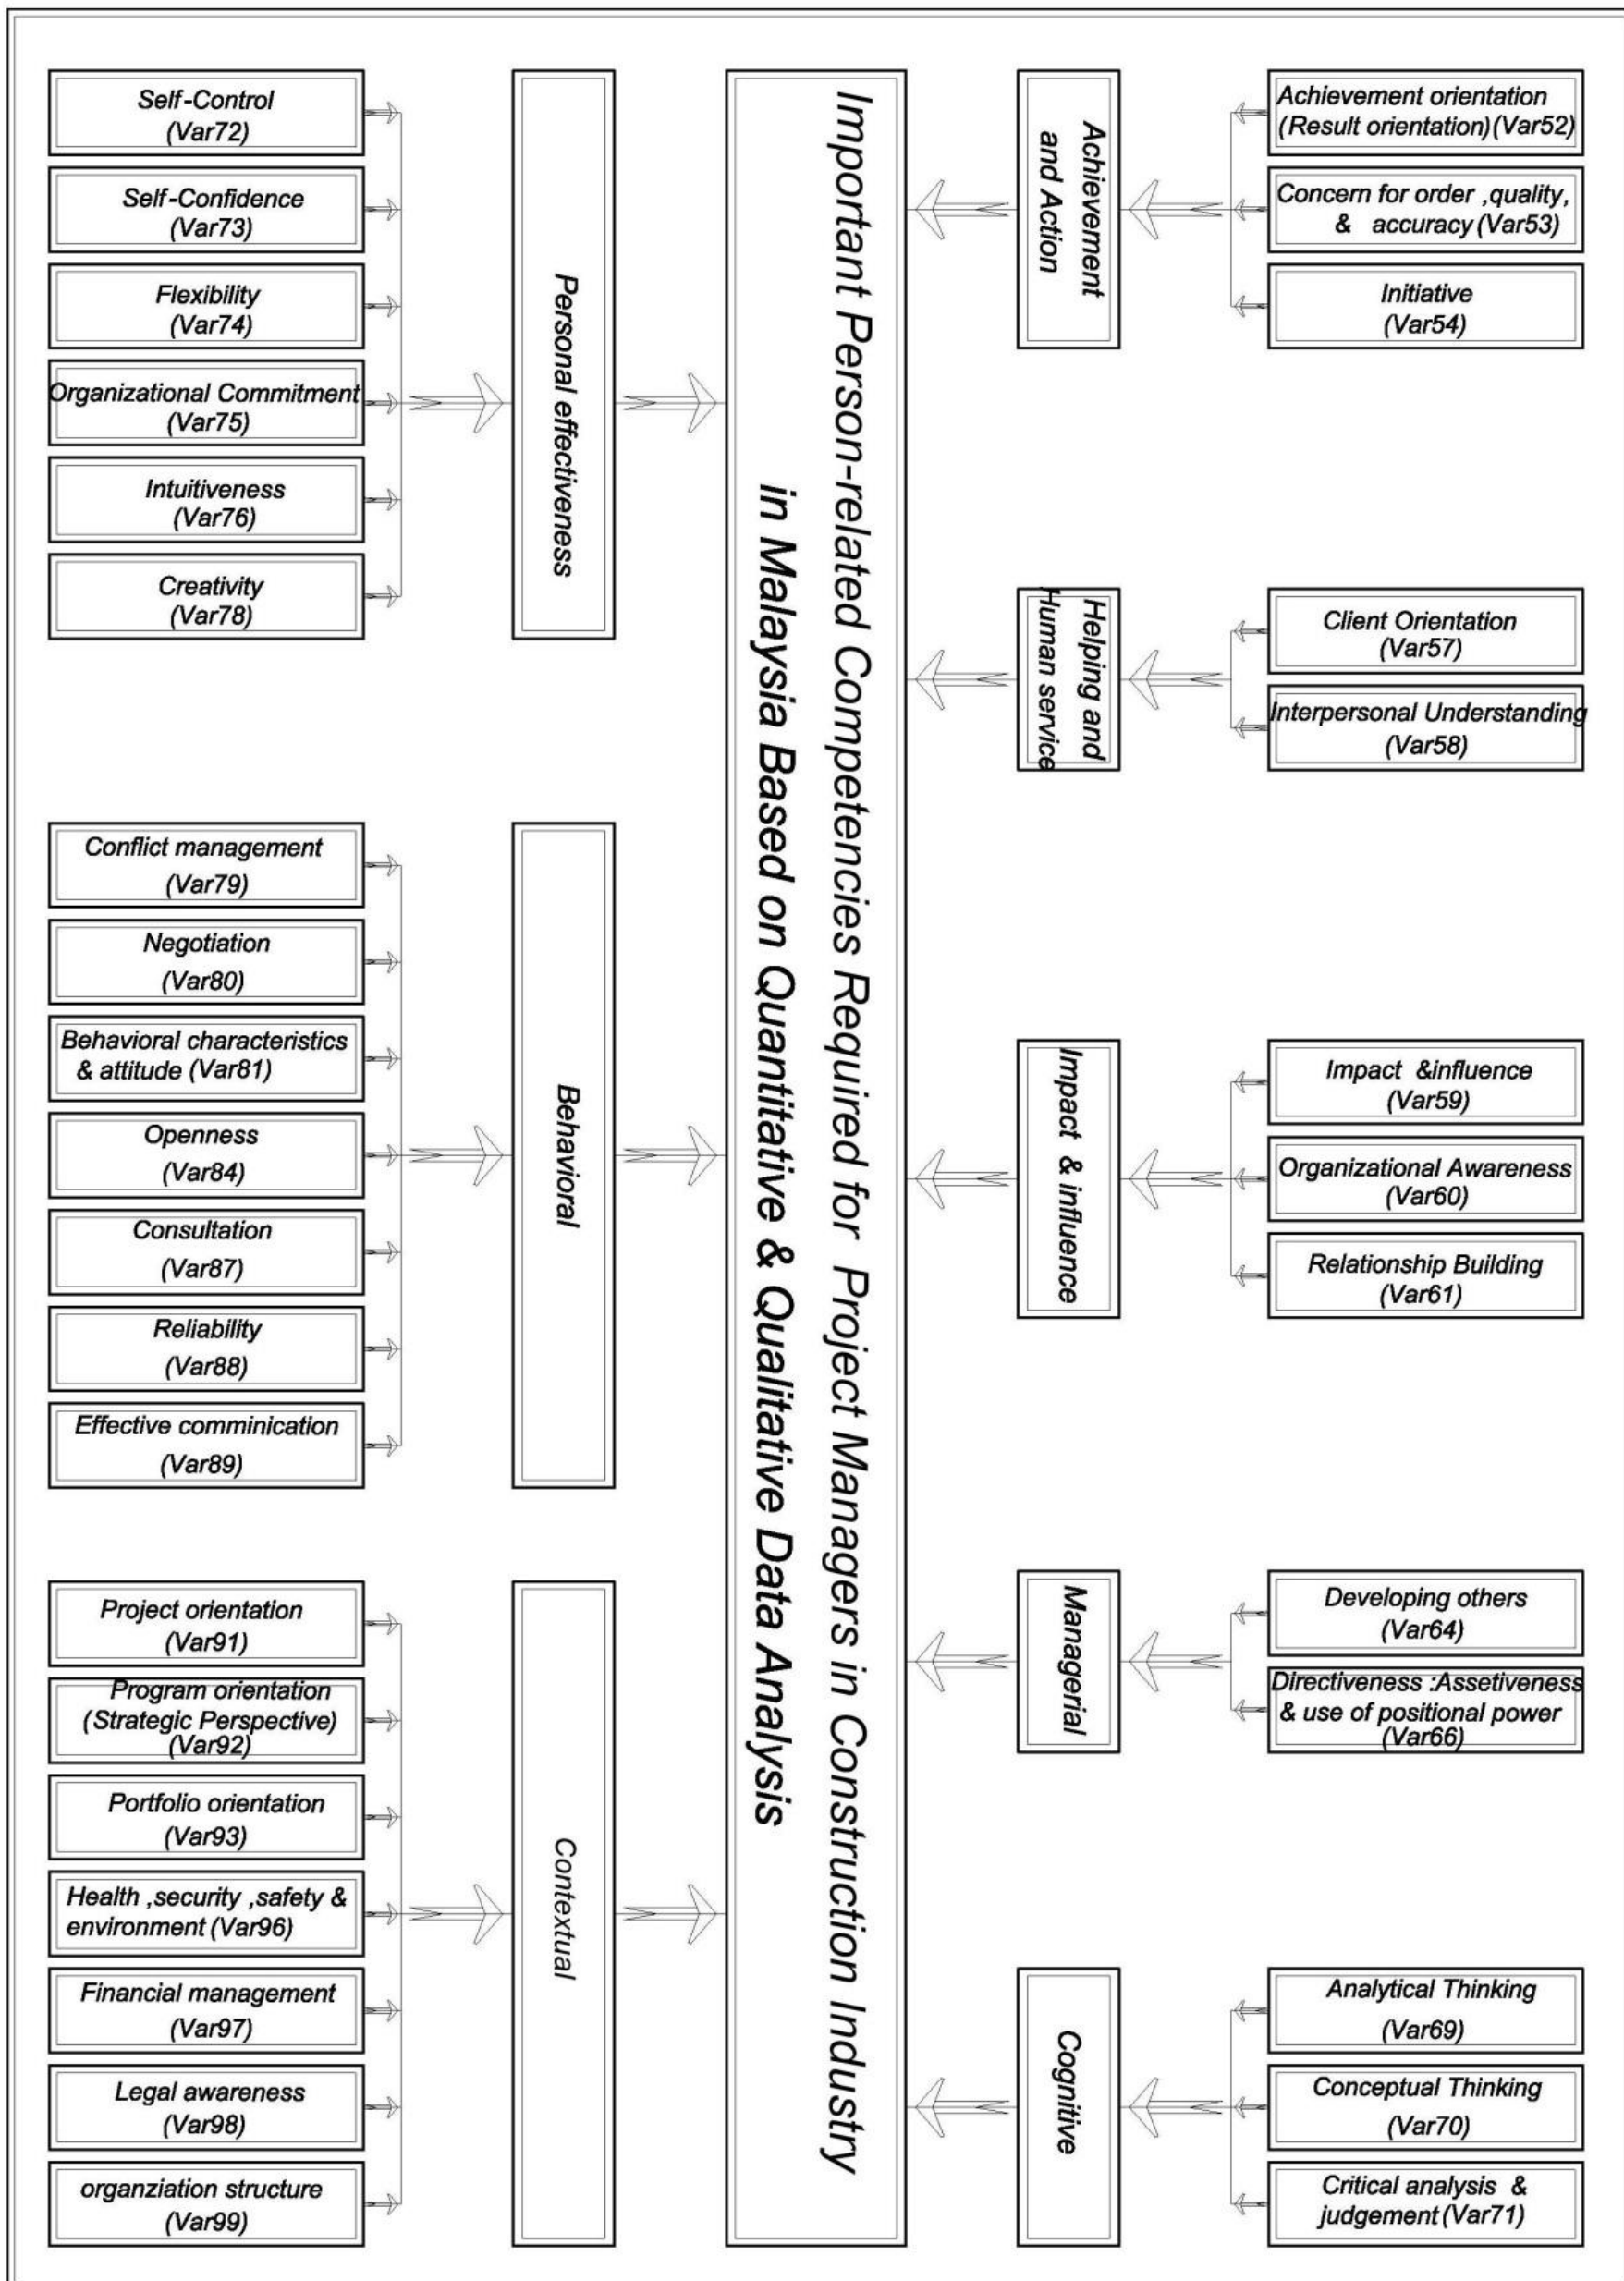 Important Person-related Competencies Required for Project Managers in Construction Industry
in Malaysia Based on Quantitative & Qualitative Data Analysis
Achievement
and Action
Achievement orientation
(Result orientation)(Var52)
Concern for order ,quality,
& accuracy(Var53)
Initiative
(Var54)
Helping and
Human service
Client Orientation
(Var57)
Interpersonal Understanding
(Var58)
Impact & influence
Impact &influence
(Var59)
Organizational Awareness
(Var60)
Relationship Building
(Var61)
Managerial
Developing others
(Var64)
Directiveness :Assetiveness
& use of positional power
(Var66)
Cognitive
Analytical Thinking
(Var69)
Conceptual Thinking
(Var70)
Critical analysis &
judgement(Var71)
Personal effectiveness
Self-Control
(Var72)
Self-Confidence
(Var73)
Flexibility
(Var74)
Organizational Commitment
(Var75)
Intuitiveness
(Var76)
Creativity
(Var78)
Behavioral
Conflict management
(Var79)
Negotiation
(Var80)
Behavioral characteristics
& attitude (Var81)
Openness
(Var84)
Consultation
(Var87)
Reliability
(Var88)
Effective comminication
(Var89)
Contextual
Project orientation
(Var91)
Program orientation
(Strategic Perspective)
(Var92)
Portfolio orientation
(Var93)
Health ,security ,safety &
environment (Var96)
Financial management
(Var97)
Legal awareness
(Var98)
organziation structure
(Var99)